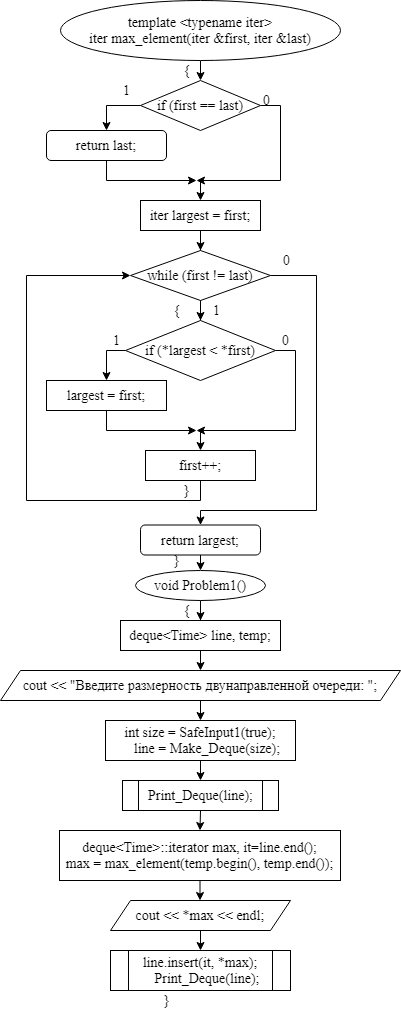 template <typename iter>
iter max_element(iter &first, iter &last)
{
1
if (first == last)
0
return last;
iter largest = first;
while (first != last)
0
{
1
1
if (*largest < *first)
0
largest = first;
first++;
}
return largest;
}
void Problem1()
{
deque<Time> line, temp;
cout << "Введите размерность двунаправленной очереди: ";
int size = SafeInput1(true);
line = Make_Deque(size);
Print_Deque(line);
deque<Time>::iterator max, it=line.end();
max = max_element(temp.begin(), temp.end());
cout << *max << endl;
line.insert(it, *max);
Print_Deque(line);
}